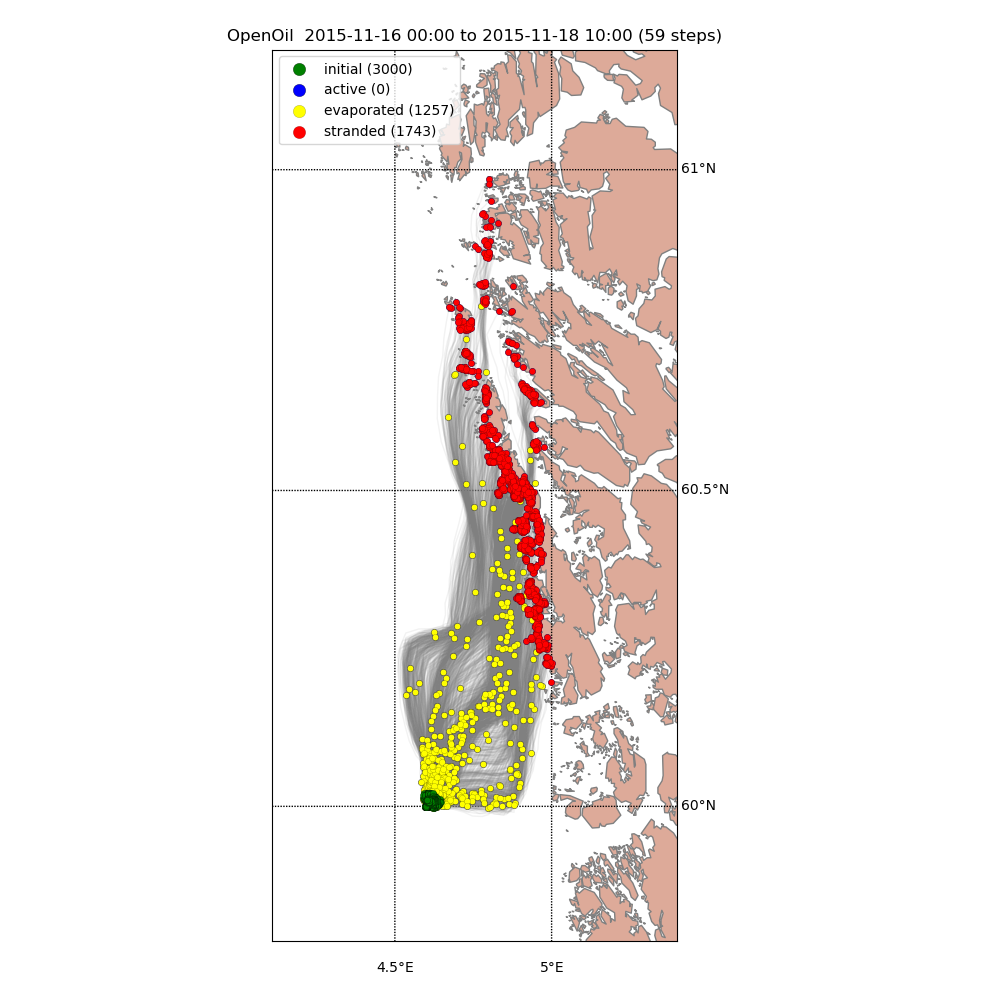 OpenOil  2015-11-16 00:00 to 2015-11-18 10:00 (59 steps)
initial (3000)
active (0)
evaporated (1257)
stranded (1743)
61°N
60.5°N
60°N
4.5°E
5°E